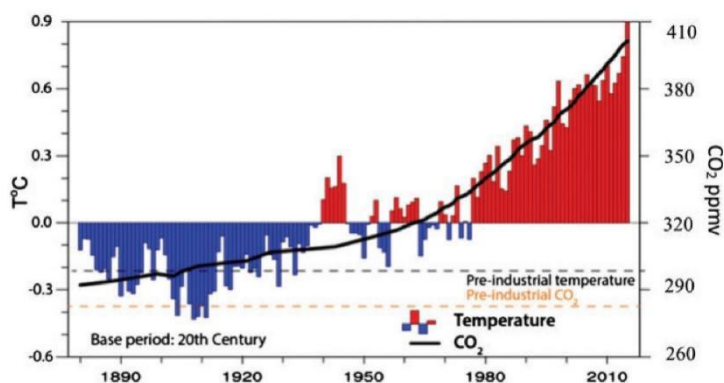 0.9
0.6
0.3
0.0
-0.3
-0.6
T°C
410
380
350
320
290
260
CO₂ ppmv
Pre-industrial temperature
Pre-industrial CO₂
Temperature
CO₂
Base period: 20th Century
1890 1920 1950 1980 2010